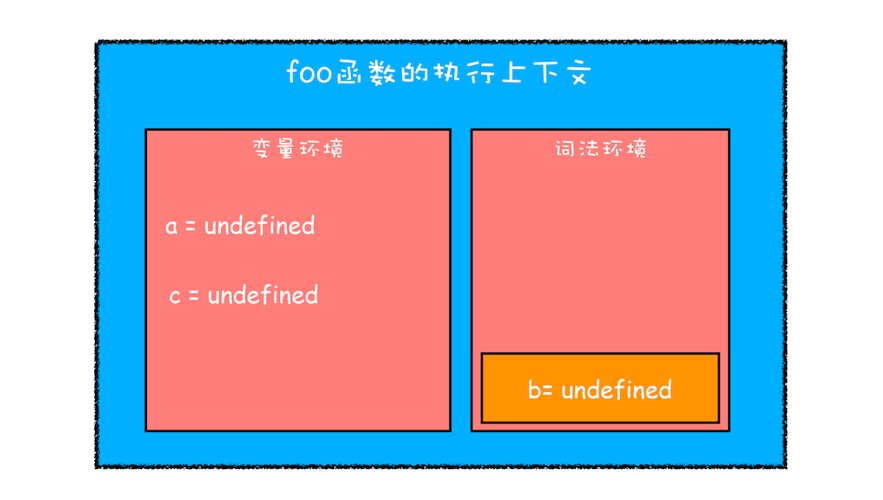 foo函数的执行上下文
变量环境
词法环境
a = undefined
c = undefined
b= undefined